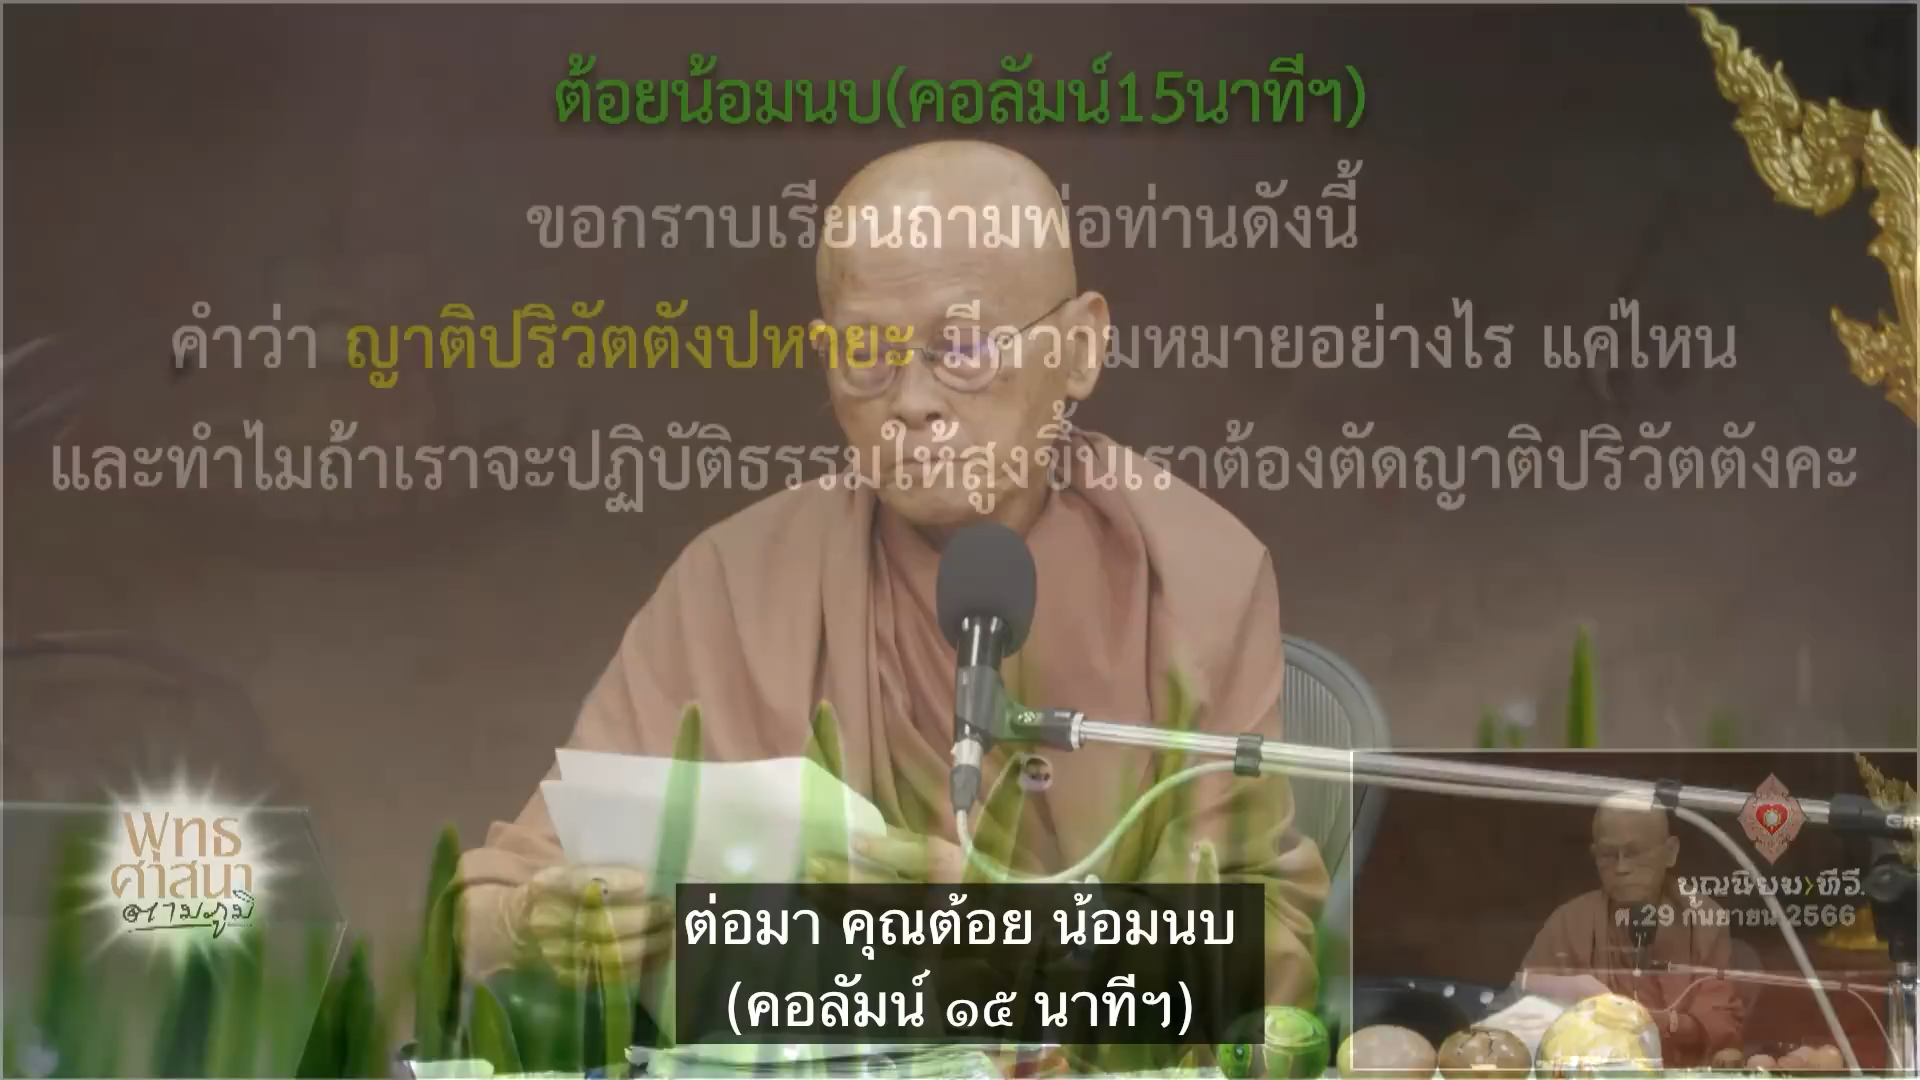 ต้อยน้อมนบ(คอลัมน์15นาทีฯ)
ขอกราบเรียนถามพ่อท่านดังนี้
คำว่า ญาติปริวัตตังปหายะ มีความหมายอย่างไร แค่ไหน
และทำไมถ้าเราจะปฏิบัติธรรมให้สูงขึ้นเราต้องตัดญาติปริวัตตังคะ
พุทธ
ศาสนา
ตามภูมิ
บุญนิยม ทีวี.
ศ.29 กันยายน 2566
ต่อมา คุณต้อย น้อมนบ
(คอลัมน์ ๑๕ นาทีฯ)